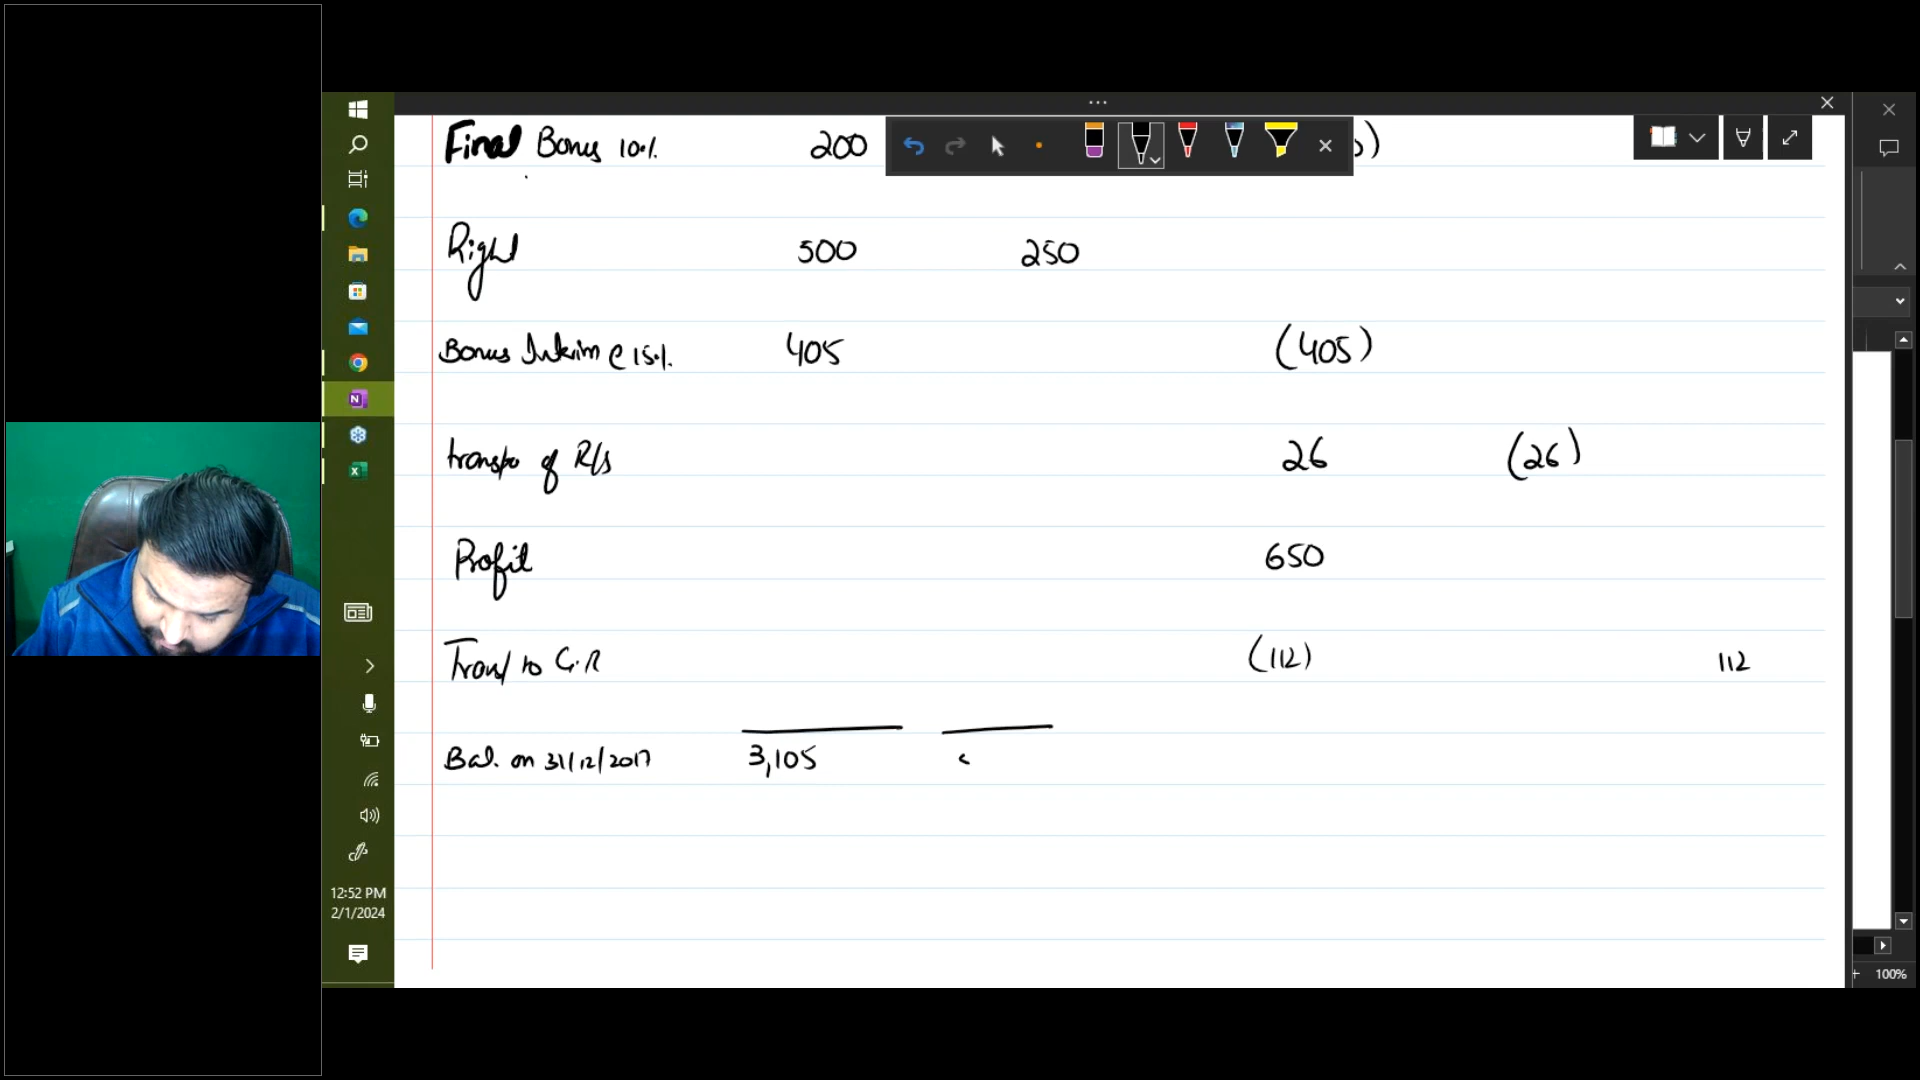 Final Bonus 10% 200 )
Right 500 250
Bonus Interim @ 15% 405 (405)
transfer of R/S 26 (26)
Profit 650
Transf to G.R (112) 112
Bal. on 31/12/2017 3,105
12:52 PM
2/1/2024
100%